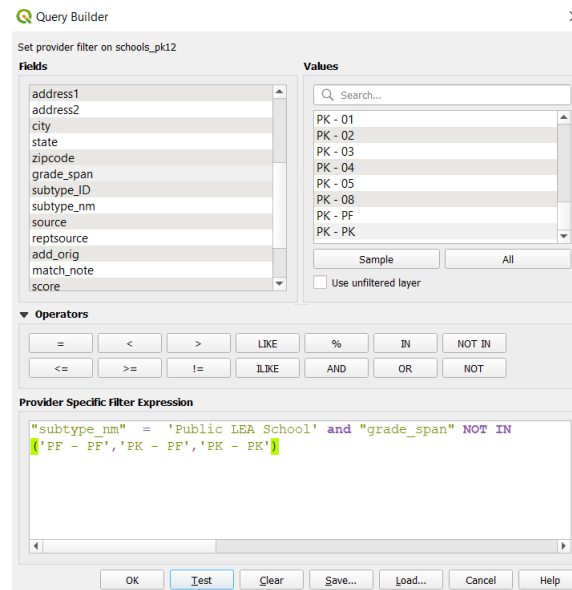 Query Builder
Set provider filter on schools_pk12
Fields
address1
address2
city
state
zipcode
grade_span
subtype_ID
subtype_nm
source
reptsource
add_orig
match_note
score
Values
Search...
PK - 01
PK - 02
PK - 03
PK - 04
PK - 05
PK - 08
PK - PF
PK - PK
Sample All
Use unfiltered layer
Operators
= < > LIKE % IN NOT IN
<= >= != ILIKE AND OR NOT
Provider Specific Filter Expression
"subtype_nm" = 'Public LEA School' and "grade_span" NOT IN
('PF - PF','PK - PF','PK - PK')
OK Test Clear Save... Load... Cancel Help